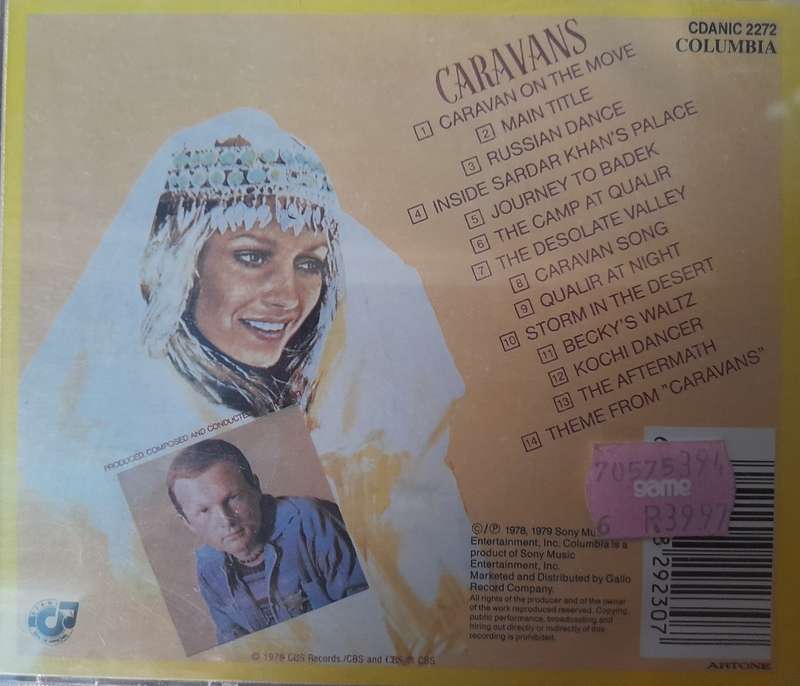 CDANIC 2272
COLUMBIA
CARAVANS
1 CARAVAN ON THE MOVE
2 MAIN TITLE
3 RUSSIAN DANCE
4 INSIDE SARDAR KHAN'S PALACE
5 JOURNEY TO BADEK
6 THE CAMP AT QUALIR
7 THE DESOLATE VALLEY
8 CARAVAN SONG
9 QUALIR AT NIGHT
10 STORM IN THE DESERT
11 BECKY'S WALTZ
12 KOCHI DANCER
13 THE AFTERMATH
14 THEME FROM "CARAVANS"
PRODUCED COMPOSED AND
70575394
game
6 R39.97
©/℗ 1978, 1979 Sony
Entertainment, Inc. Columbia is a
product of Sony Music
Entertainment, Inc.
Marketed and Distributed by Gallo
Record Company.
All rights of the producer and of the owner
of the work reproduced reserved. Copying,
public performance, broadcasting and
hiring out directly or indirectly of this
recording is prohibited.
292307
© 1978 CBS Records./CBS and CBS CBS
ARTONE